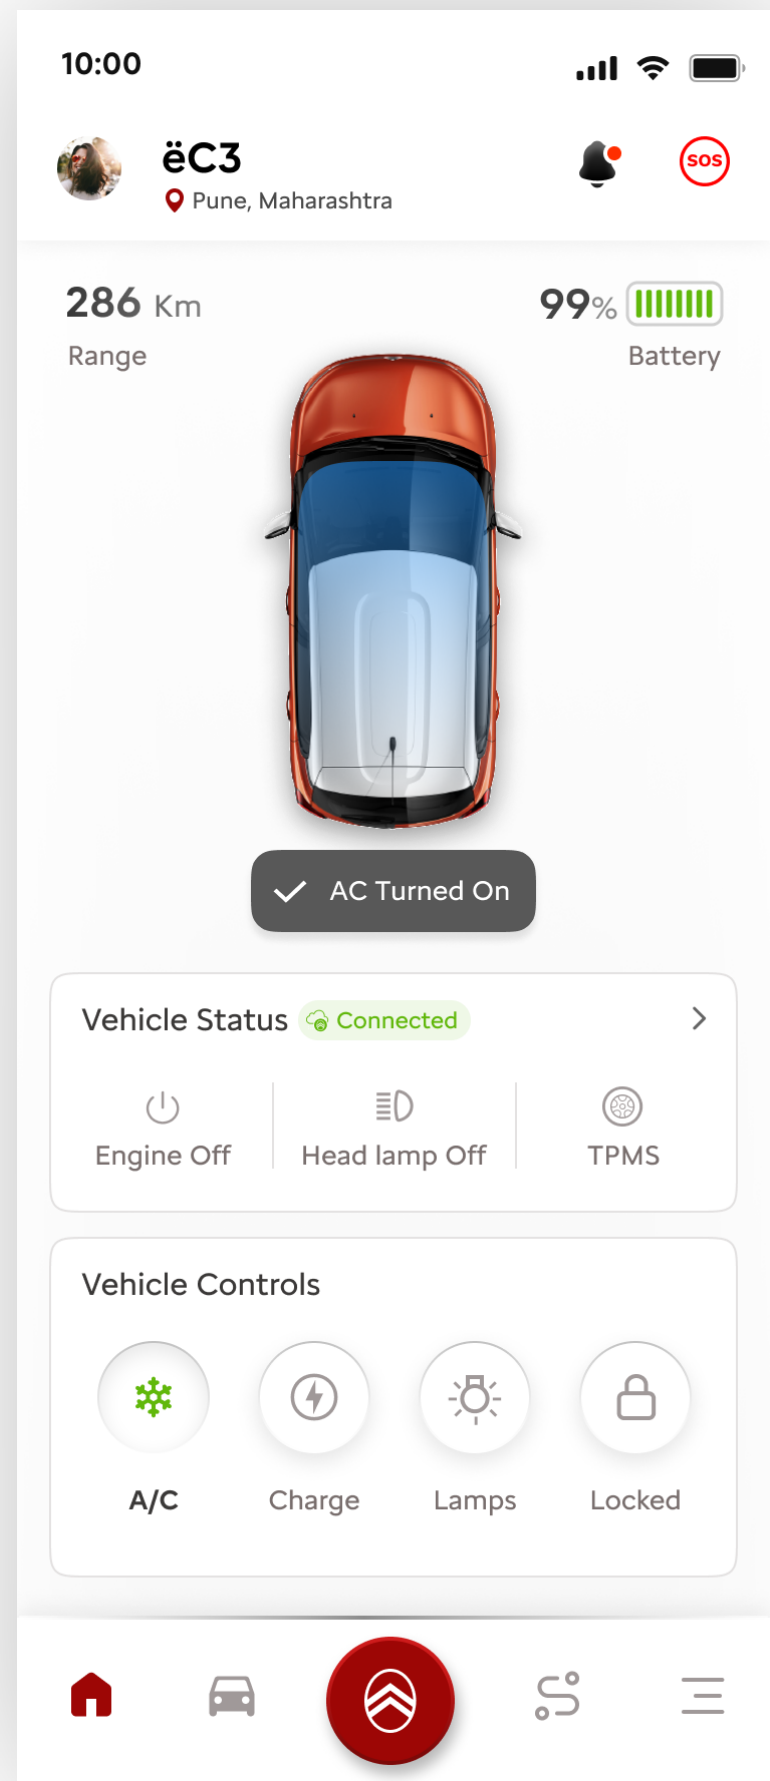 10:00
ëC3
SOS
Pune, Maharashtra
286 Km
99%
Range
Battery
AC Turned On
Vehicle Status
Connected
Engine Off
Head lamp Off
TPMS
Vehicle Controls
A/C
Charge
Lamps
Locked